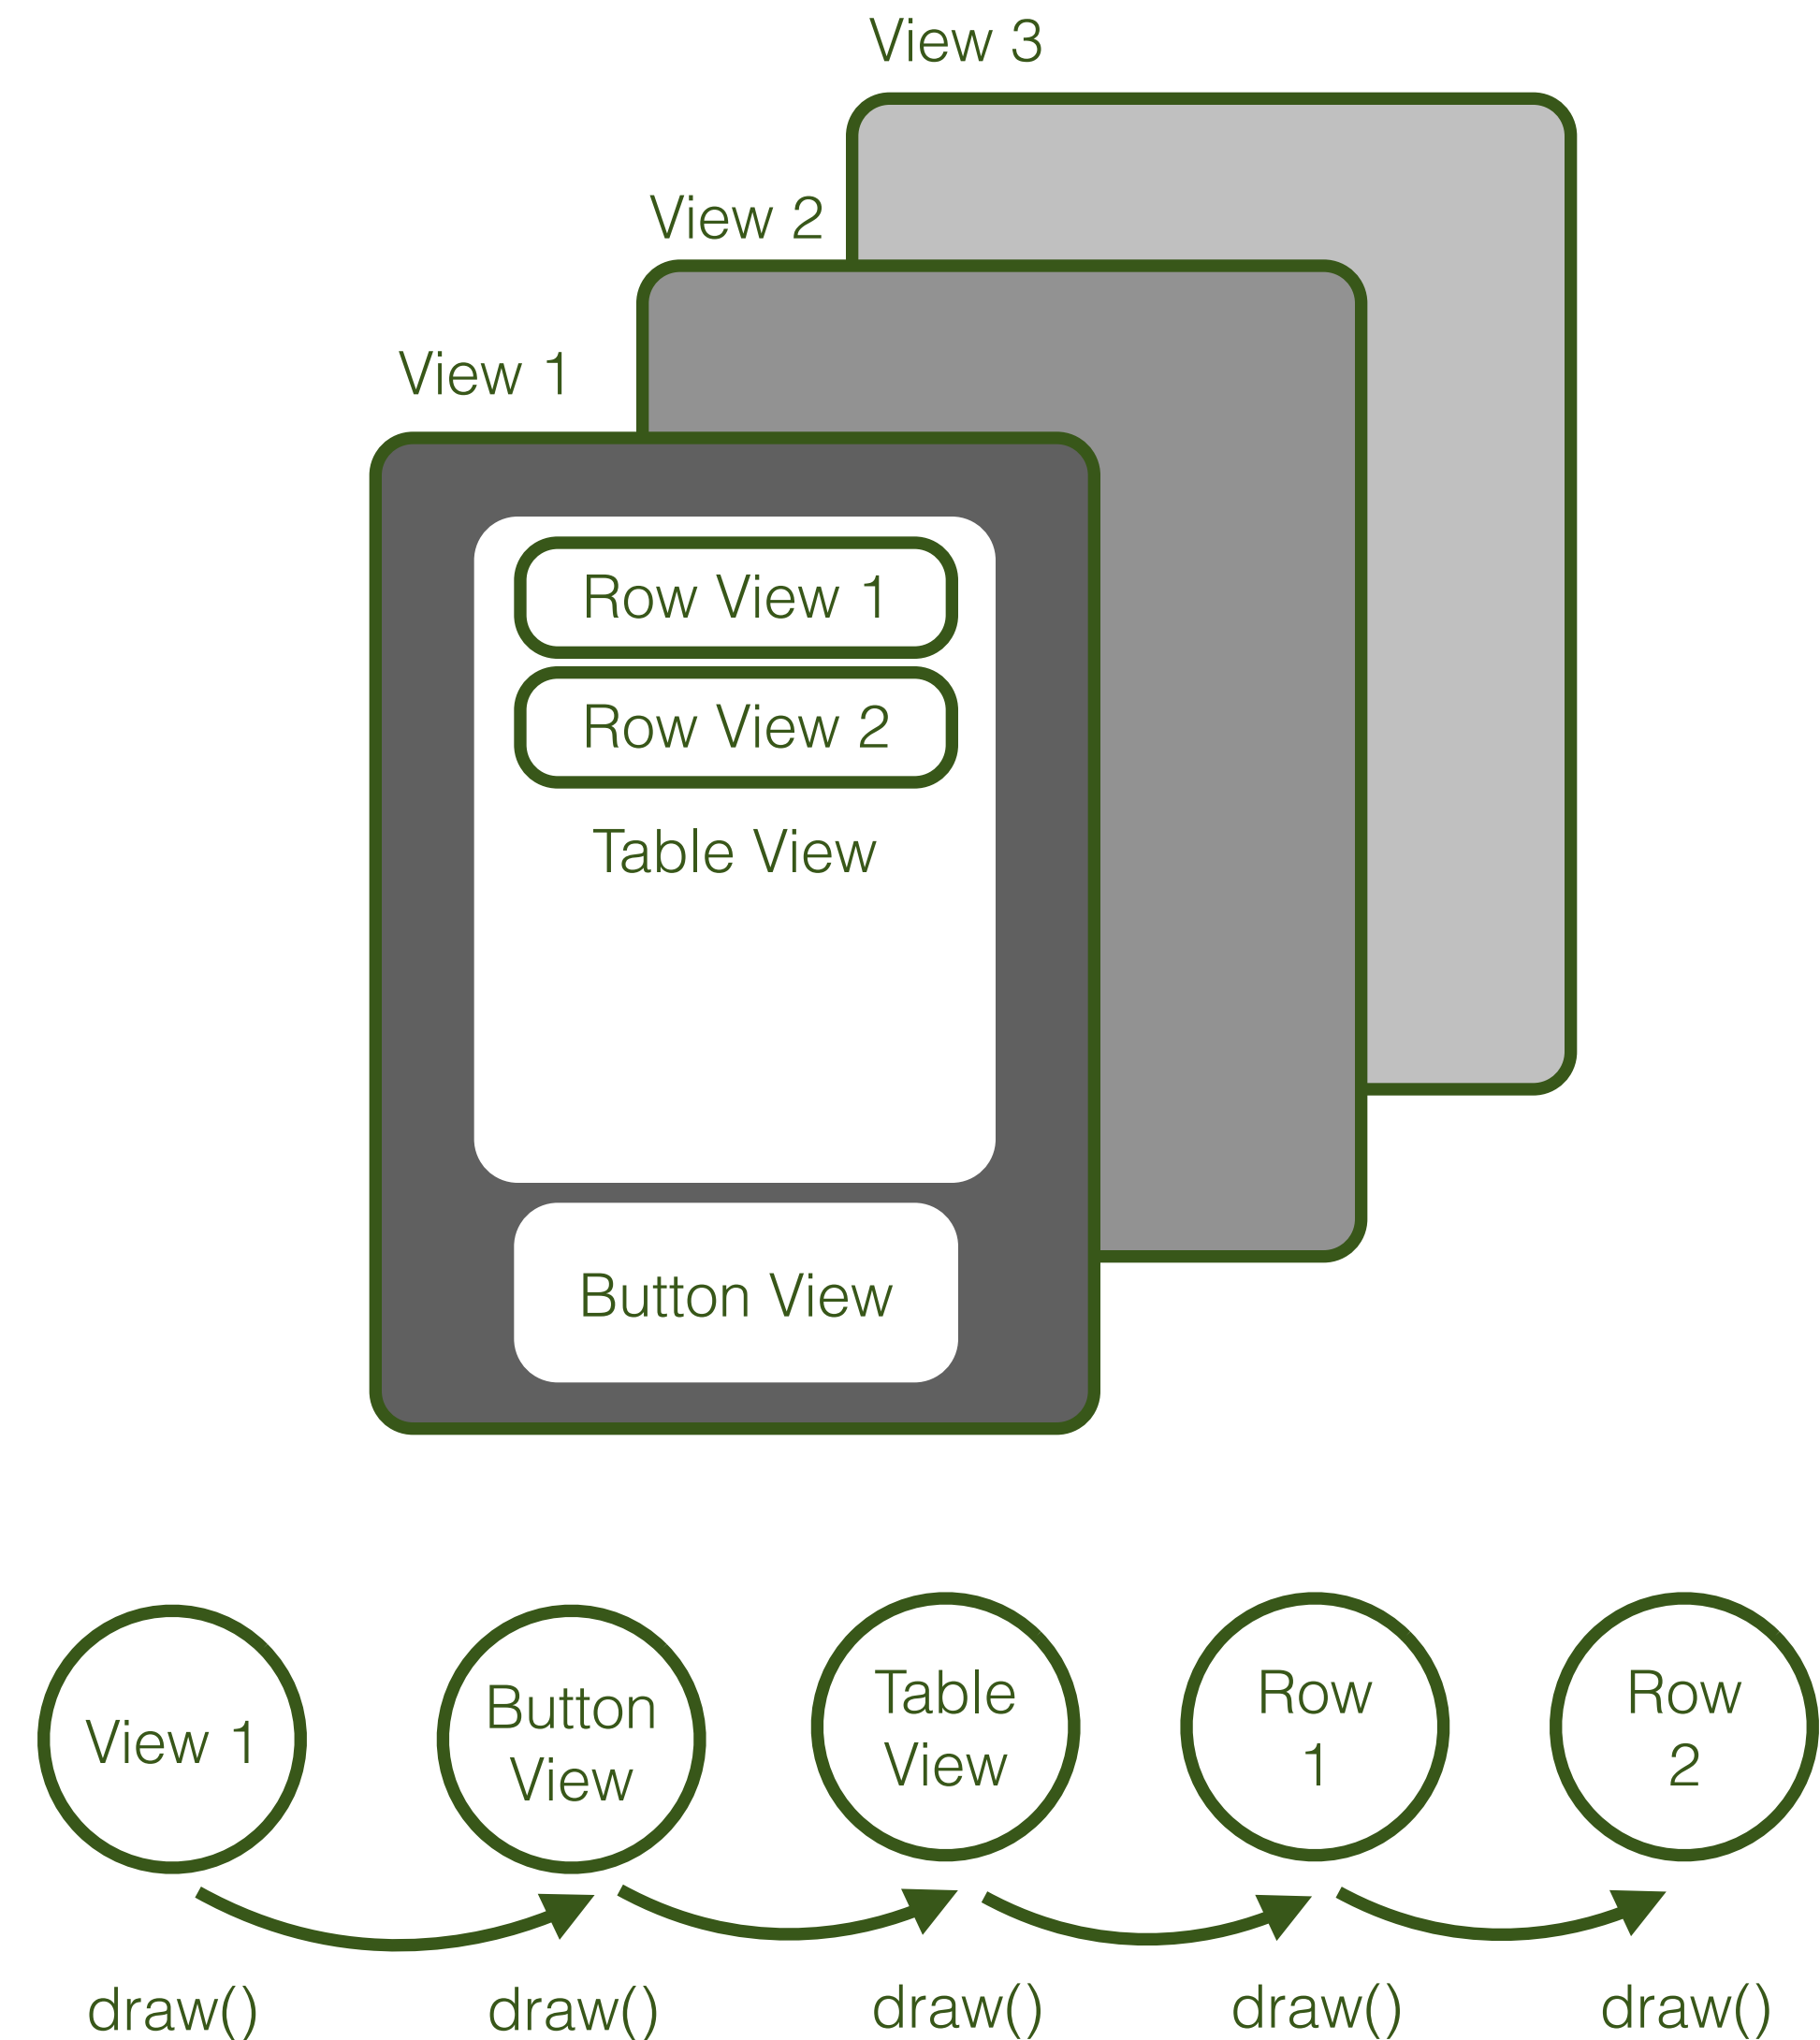 View 3
View 2
View 1
Row View 1
Row View 2
Table View
Button View
View 1
Button
View
Table
View
Row
1
Row
2
draw()
draw()
draw()
draw()
draw()